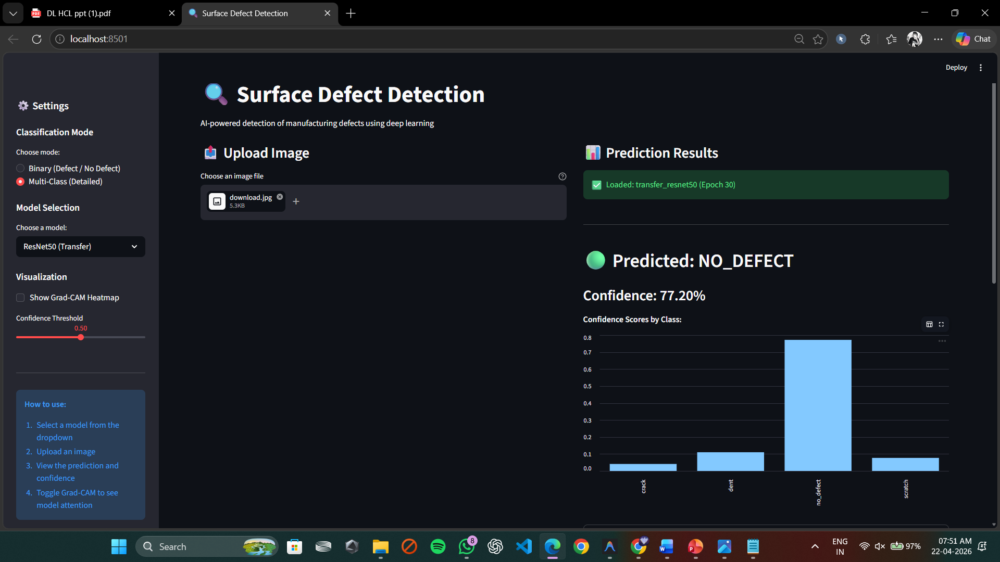 DL HCL ppt (1).pdf
Surface Defect Detection
localhost:8501
Chat
Deploy
Settings
Classification Mode
Choose mode:
Binary (Defect / No Defect)
Multi-Class (Detailed)
Model Selection
Choose a model:
ResNet50 (Transfer)
Visualization
Show Grad-CAM Heatmap
Confidence Threshold
0.50
How to use:
1. Select a model from the
dropdown
2. Upload an image
3. View the prediction and
confidence
4. Toggle Grad-CAM to see
model attention
Surface Defect Detection
AI-powered detection of manufacturing defects using deep learning
Upload Image
Choose an image file
download.jpg
5.3KB
Prediction Results
Loaded: transfer_resnet50 (Epoch 30)
Predicted: NO_DEFECT
Confidence: 77.20%
Confidence Scores by Class:
0.8
0.7
0.6
0.5
0.4
0.3
0.2
0.1
0.0
crack
dent
no_defect
scratch
Search
8
ENG
IN
97%
07:51 AM
22-04-2026